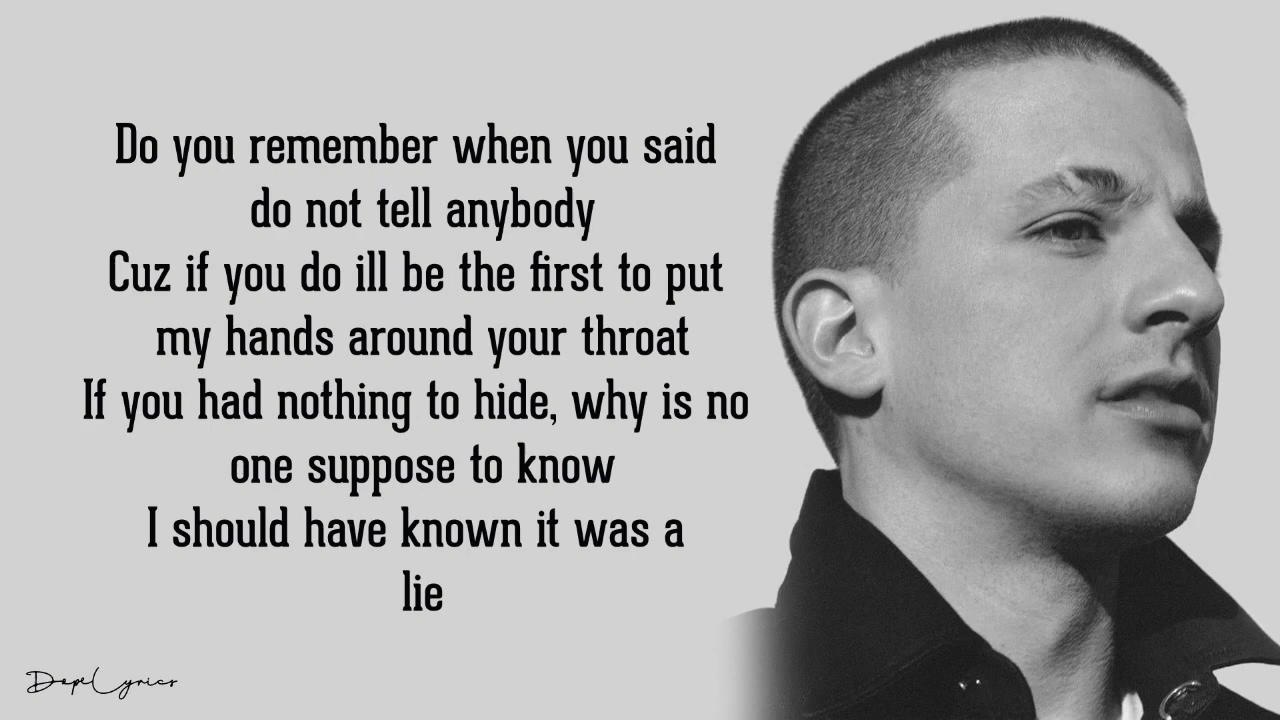 Do you remember when you said
do not tell anybody
Cuz if you do ill be the first to put
my hands around your throat
If you had nothing to hide, why is no
one suppose to know
I should have known it was a
lie
DopeLyrics